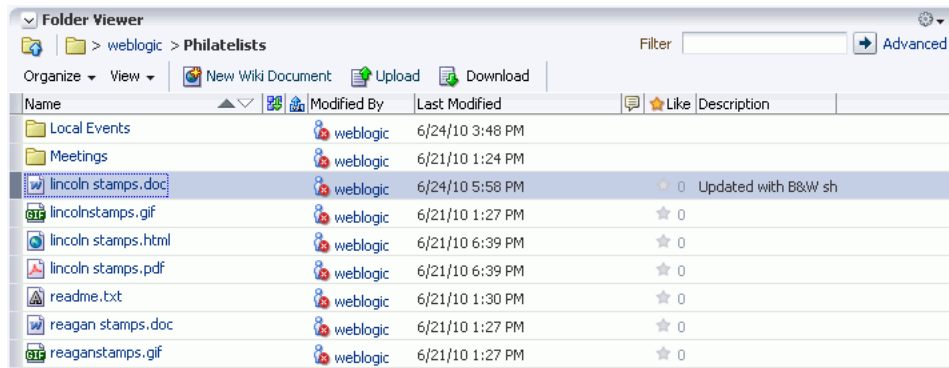 Folder Viewer
> weblogic > Philatelists Filter Advanced
Organize View New Wiki Document Upload Download
Name Modified By Last Modified Like Description
Local Events weblogic 6/24/10 3:48 PM
Meetings weblogic 6/21/10 1:24 PM
lincoln stamps.doc weblogic 6/24/10 5:58 PM 0 Updated with B&W sh
lincolnstamps.gif weblogic 6/21/10 1:27 PM 0
lincoln stamps.html weblogic 6/21/10 6:39 PM 0
lincoln stamps.pdf weblogic 6/21/10 6:39 PM 0
readme.txt weblogic 6/21/10 1:30 PM 0
reagan stamps.doc weblogic 6/21/10 1:27 PM 0
reaganstamps.gif weblogic 6/21/10 1:27 PM 0